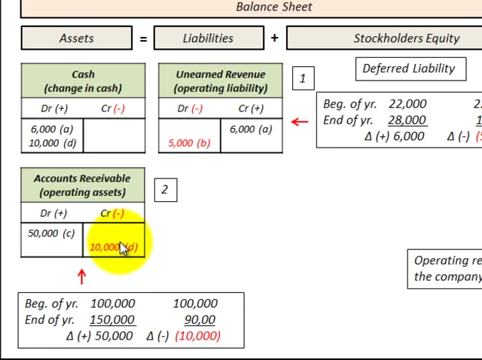 Balance Sheet
Assets = Liabilities + Stockholders Equity
Cash
(change in cash)
Dr (+) Cr (-)
6,000 (a)
10,000 (d)
Unearned Revenue
(operating liability)
Dr (-) Cr (+)
6,000 (a)
5,000 (b)
1
Deferred Liability
Beg. of yr. 22,000
End of yr. 28,000
Δ (+) 6,000 Δ (-)
Accounts Receivable
(operating assets)
Dr (+) Cr (-)
50,000 (c)
10,000 (d)
2
Beg. of yr. 100,000 100,000
End of yr. 150,000 90,00
Δ (+) 50,000 Δ (-) (10,000)
Operating re
the company